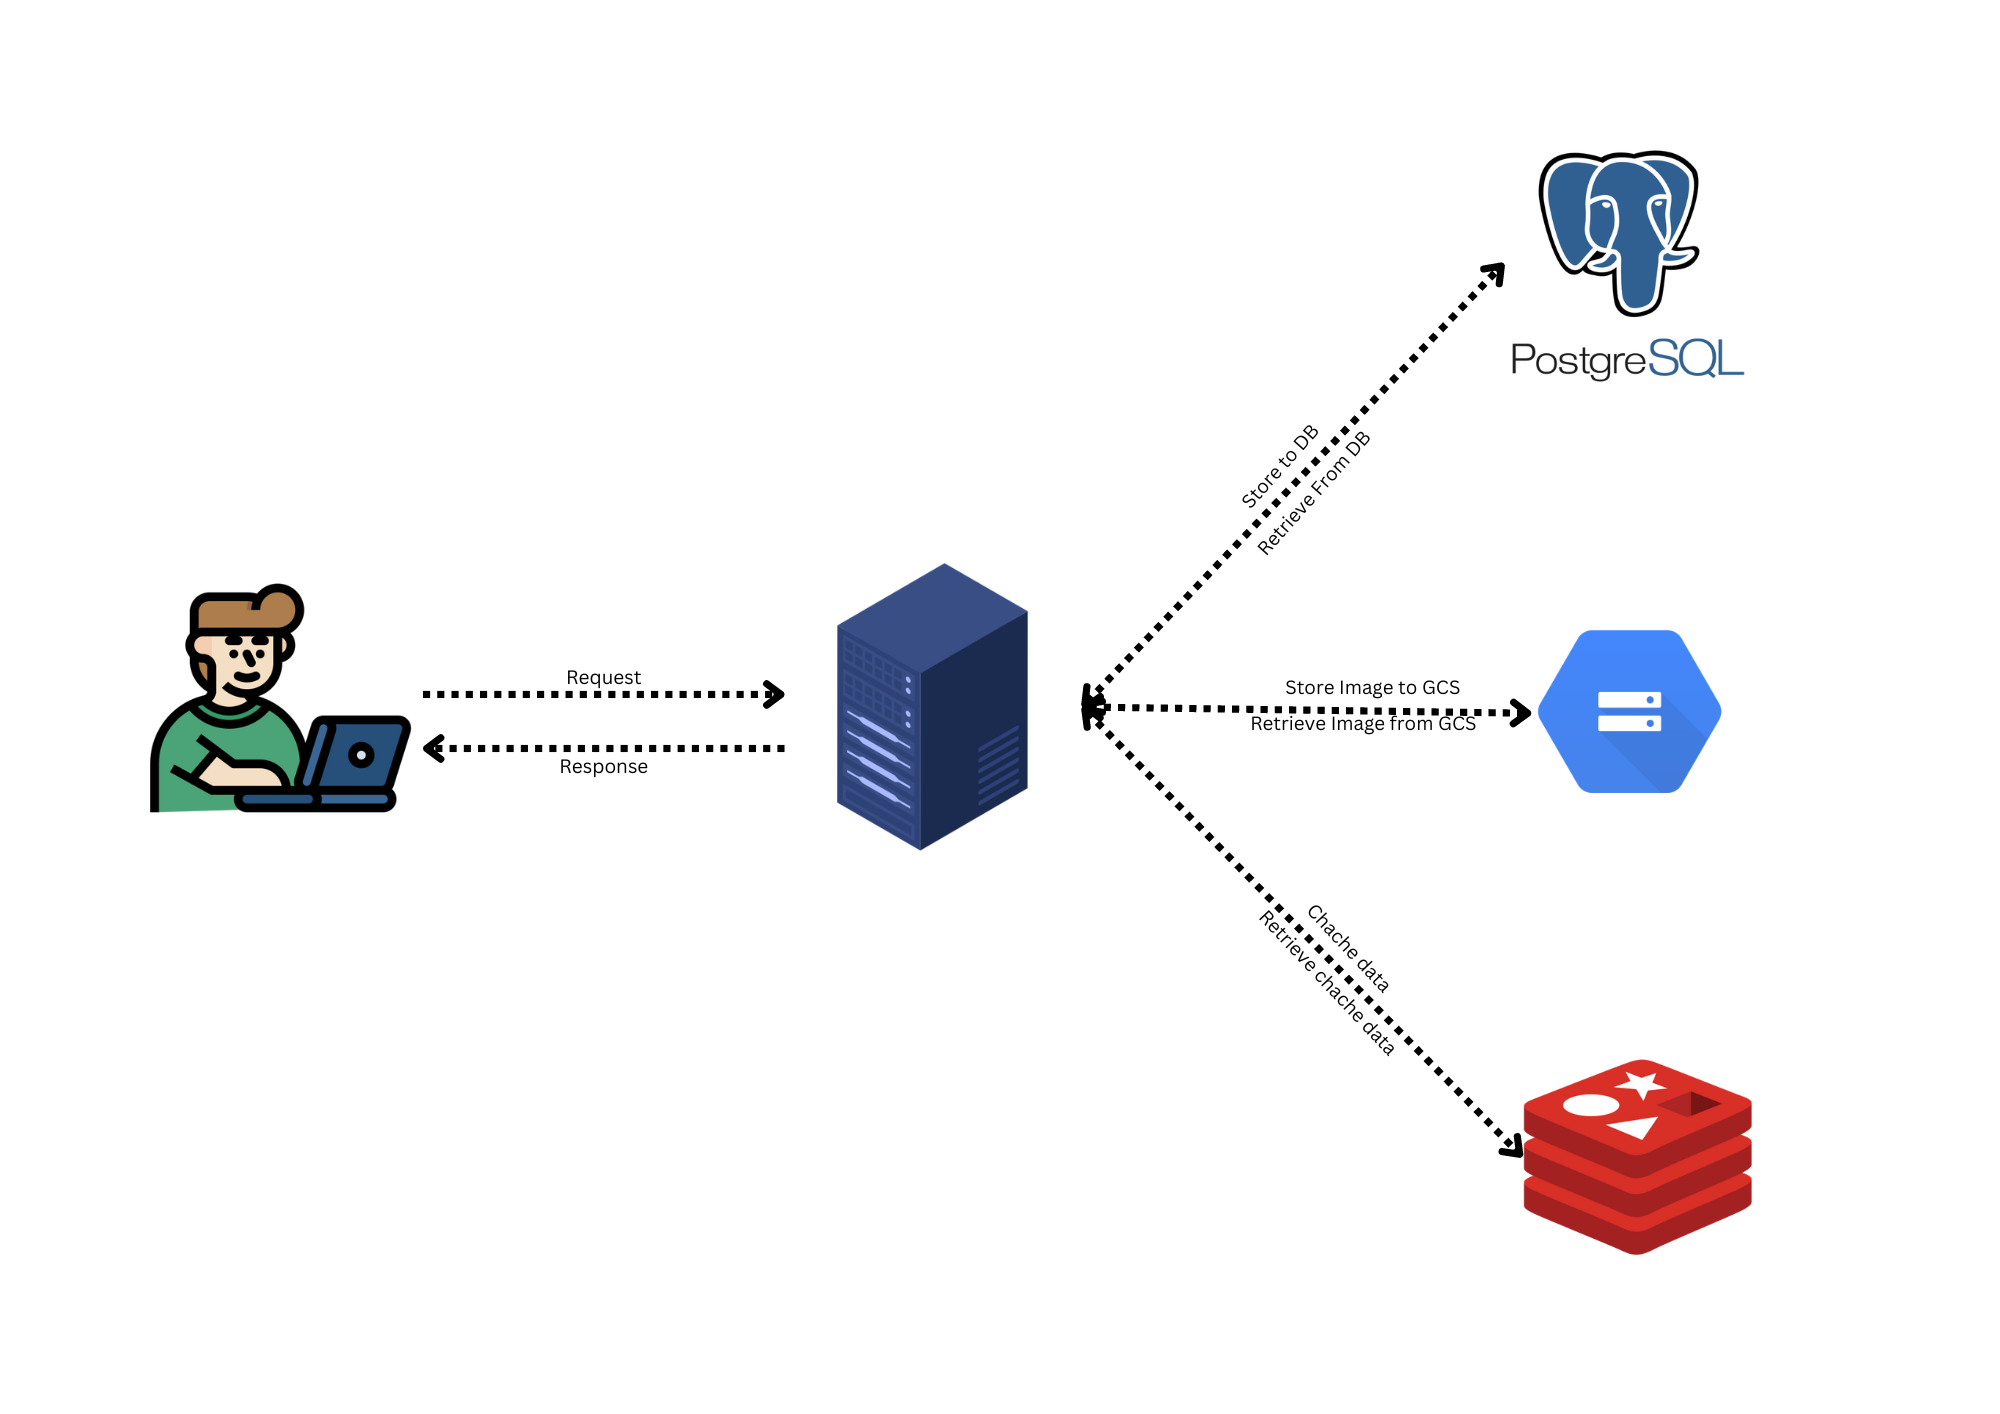 PostgreSQL
Store to DB
Retrieve From DB
Request
Response
Store Image to GCS
Retrieve Image from GCS
Chache data
Retrieve chache data